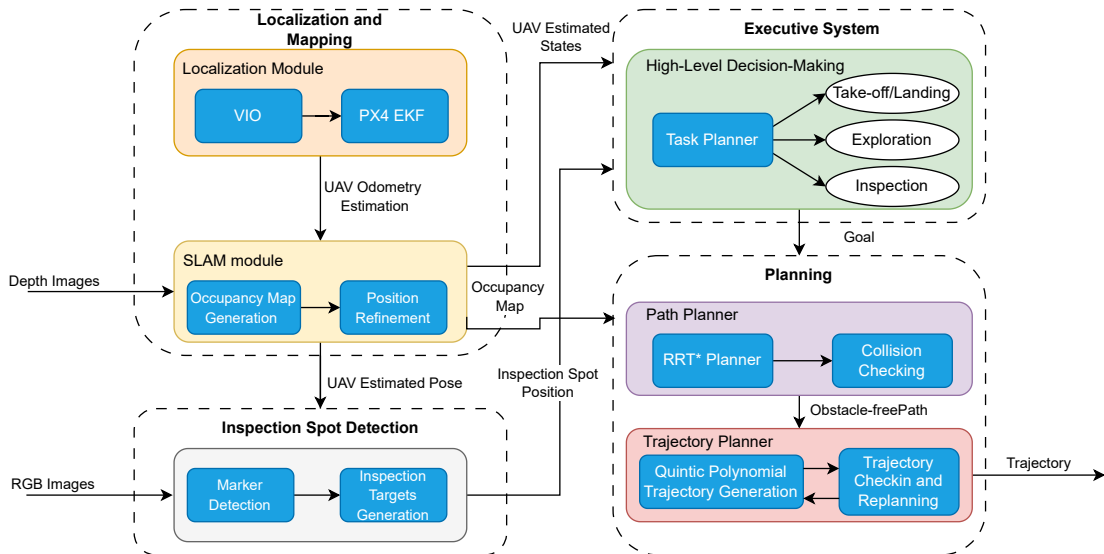 Localization and
Mapping
Localization Module
VIO
PX4 EKF
UAV Odometry
Estimation
SLAM module
Depth Images
Occupancy Map
Generation
Position
Refinement
UAV Estimated Pose
Inspection Spot Detection
RGB Images
Marker
Detection
Inspection
Targets
Generation
UAV Estimated
States
Occupancy
Map
Inspection Spot
Position
Executive System
High-Level Decision-Making
Task Planner
Take-off/Landing
Exploration
Inspection
Goal
Planning
Path Planner
RRT* Planner
Collision
Checking
Obstacle-freePath
Trajectory Planner
Quintic Polynomial
Trajectory Generation
Trajectory
Checkin and
Replanning
Trajectory